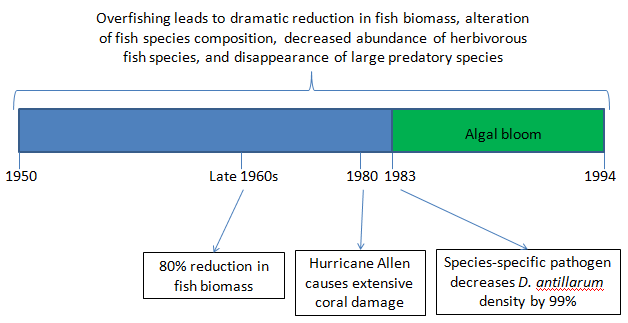 Overfishing leads to dramatic reduction in fish biomass, alteration
of fish species composition, decreased abundance of herbivorous
fish species, and disappearance of large predatory species
Algal bloom
1950
Late 1960s
1980
1983
1994
80% reduction in
fish biomass
Hurricane Allen
causes extensive
coral damage
Species-specific pathogen
decreases D. antillarum
density by 99%